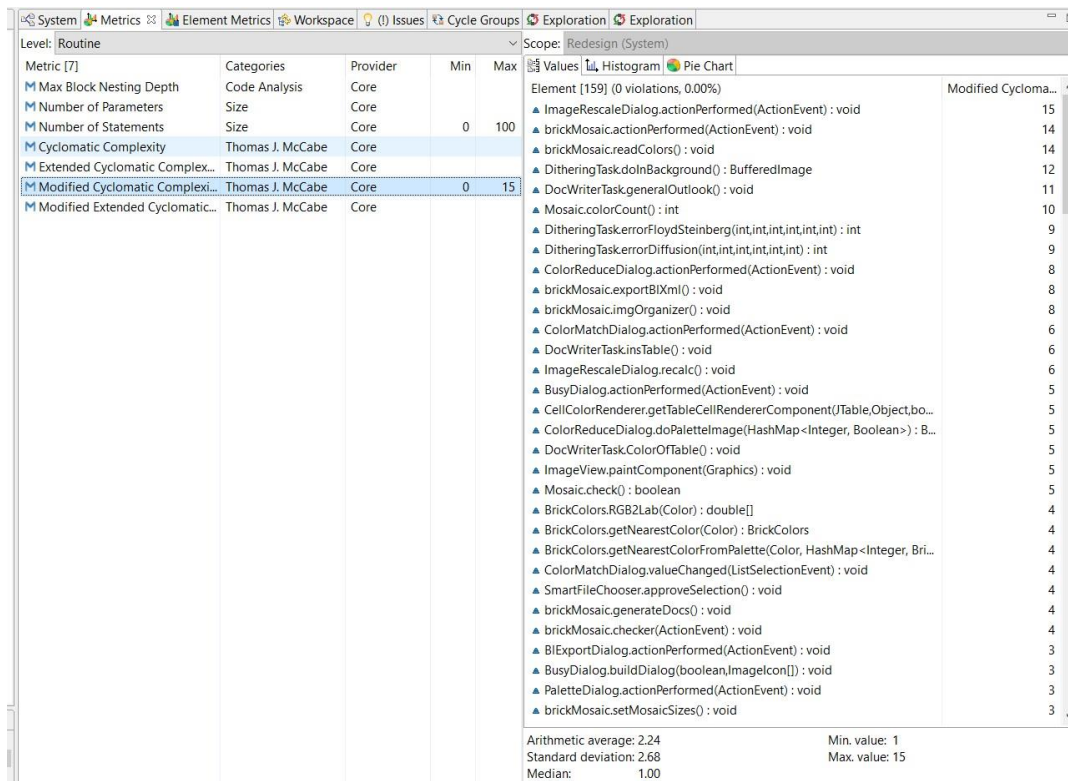 System Metrics Element Metrics Workspace (!) Issues Cycle Groups Exploration Exploration
Level: Routine
Metric [7] Categories Provider Min Max
Max Block Nesting Depth Code Analysis Core
Number of Parameters Size Core
Number of Statements Size Core 0 100
Cyclomatic Complexity Thomas J. McCabe Core
Extended Cyclomatic Complex... Thomas J. McCabe Core
Modified Cyclomatic Complexi... Thomas J. McCabe Core 0 15
Modified Extended Cyclomatic... Thomas J. McCabe Core
Scope: Redesign (System)
Values Histogram Pie Chart
Element [159] (0 violations, 0.00%) Modified Cycloma...
ImageRescaleDialog.actionPerformed(ActionEvent) : void 15
brickMosaic.actionPerformed(ActionEvent) : void 14
brickMosaic.readColors() : void 14
DitheringTask.doInBackground() : BufferedImage 12
DocWriterTask.generalOutlook() : void 11
Mosaic.colorCount() : int 10
DitheringTask.errorFloydSteinberg(int,int,int,int,int,int) : int 9
DitheringTask.errorDiffusion(int,int,int,int,int,int) : int 9
ColorReduceDialog.actionPerformed(ActionEvent) : void 8
brickMosaic.exportBlXml() : void 8
brickMosaic.imgOrganizer() : void 8
ColorMatchDialog.actionPerformed(ActionEvent) : void 6
DocWriterTask.insTable() : void 6
ImageRescaleDialog.recalc() : void 6
BusyDialog.actionPerformed(ActionEvent) : void 5
CellColorRenderer.getTableCellRendererComponent(JTable,Object,bo... 5
ColorReduceDialog.doPaletteImage(HashMap<Integer, Boolean>) : B... 5
DocWriterTask.ColorOfTable() : void 5
ImageView.paintComponent(Graphics) : void 5
Mosaic.check() : boolean 5
BrickColors.RGB2Lab(Color) : double[] 4
BrickColors.getNearestColor(Color) : BrickColors 4
BrickColors.getNearestColorFromPalette(Color, HashMap<Integer, Bri... 4
ColorMatchDialog.valueChanged(ListSelectionEvent) : void 4
SmartFileChooser.approveSelection() : void 4
brickMosaic.generateDocs() : void 4
brickMosaic.checker(ActionEvent) : void 4
BlExportDialog.actionPerformed(ActionEvent) : void 3
BusyDialog.buildDialog(boolean,ImageIcon[]) : void 3
PaletteDialog.actionPerformed(ActionEvent) : void 3
brickMosaic.setMosaicSizes() : void 3
Arithmetic average: 2.24 Min. value: 1
Standard deviation: 2.68 Max. value: 15
Median: 1.00